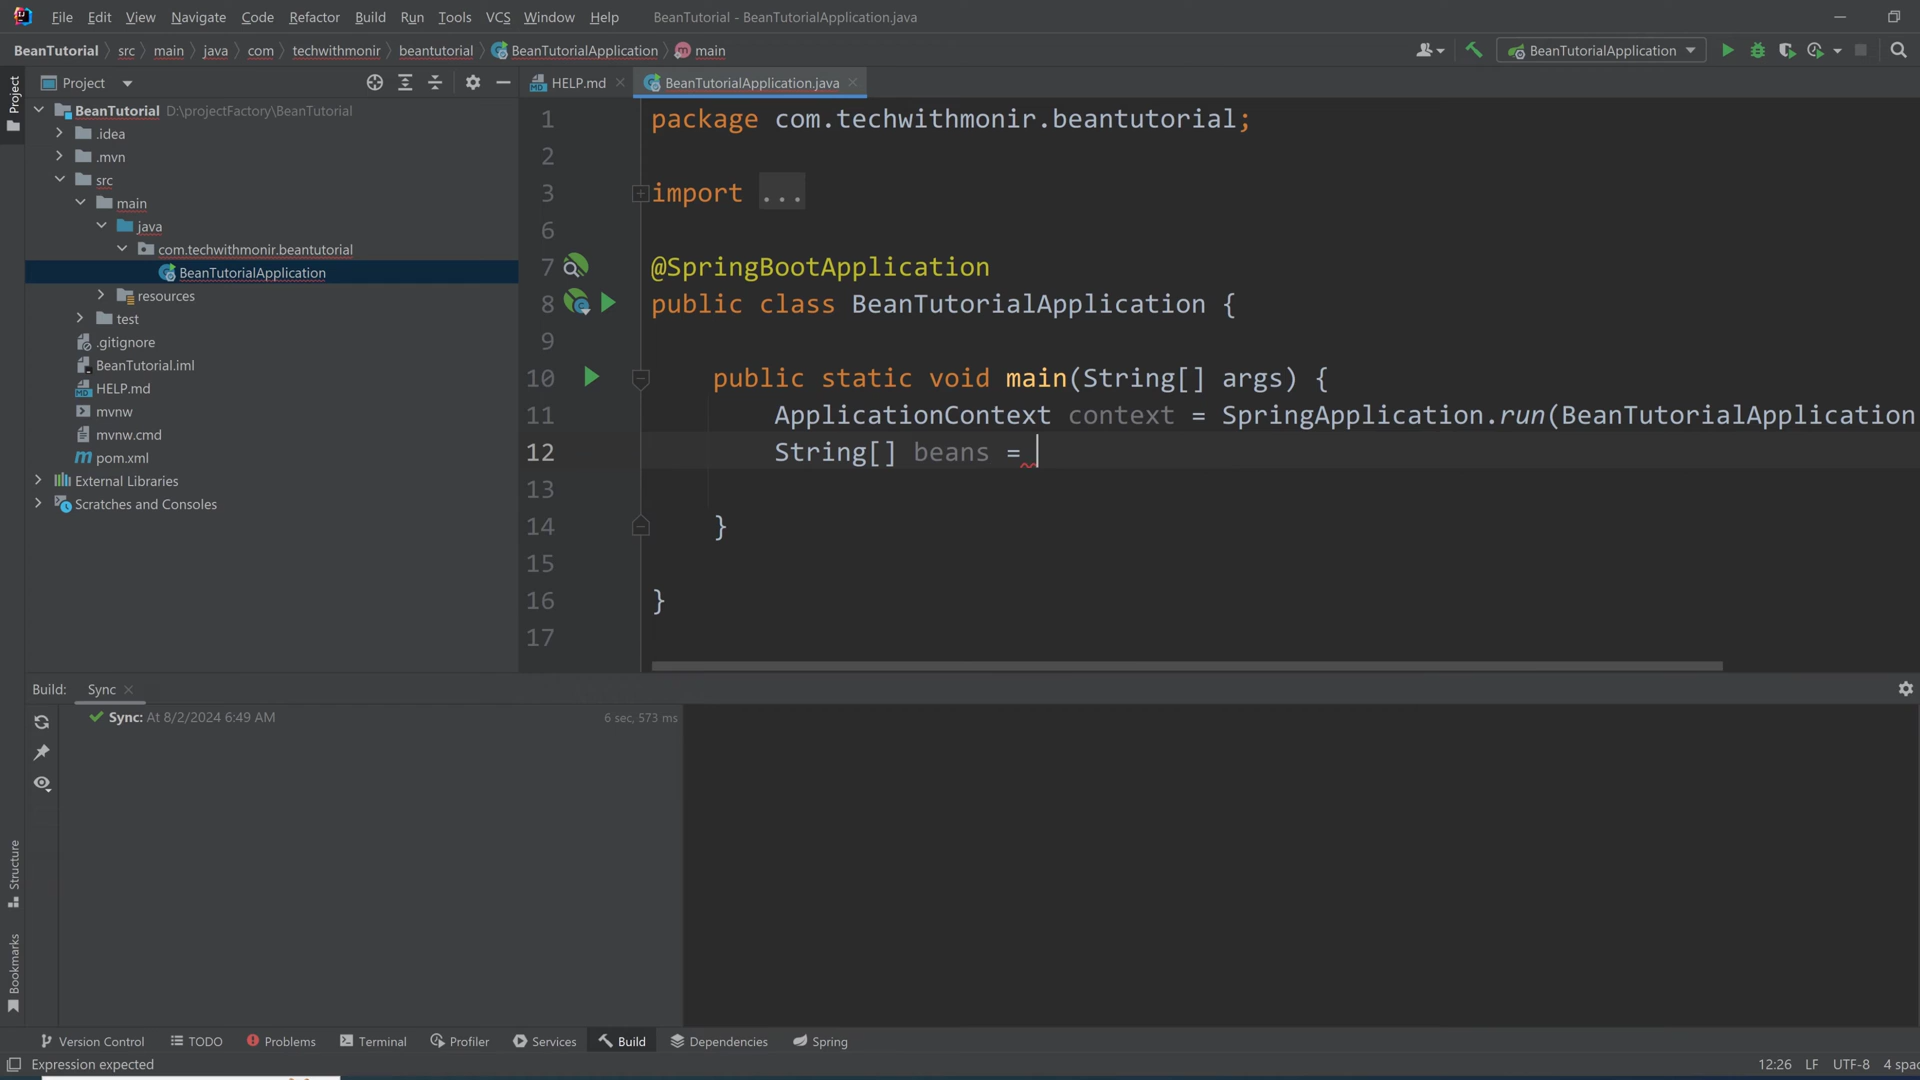 File Edit View Navigate Code Refactor Build Run Tools VCS Window Help BeanTutorial - BeanTutorialApplication.java
BeanTutorial src main java com techwithmonir beantutorial BeanTutorialApplication main BeanTutorialApplication
Project
HELP.md BeanTutorialApplication.java
Project
BeanTutorial D:\projectFactory\BeanTutorial
.idea
.mvn
src
main
java
com.techwithmonir.beantutorial
BeanTutorialApplication
resources
test
.gitignore
BeanTutorial.iml
HELP.md
mvnw
mvnw.cmd
pom.xml
External Libraries
Scratches and Consoles
1 package com.techwithmonir.beantutorial;
2
3 import ...
6
7 @SpringBootApplication
8 public class BeanTutorialApplication {
9
10 public static void main(String[] args) {
11 ApplicationContext context = SpringApplication.run(BeanTutorialApplication
12 String[] beans =
13
14 }
15
16 }
17
Build: Sync
Sync: At 8/2/2024 6:49 AM 6 sec, 573 ms
Structure
Bookmarks
Version Control TODO Problems Terminal Profiler Services Build Dependencies Spring
Expression expected 12:26 LF UTF-8 4 spac